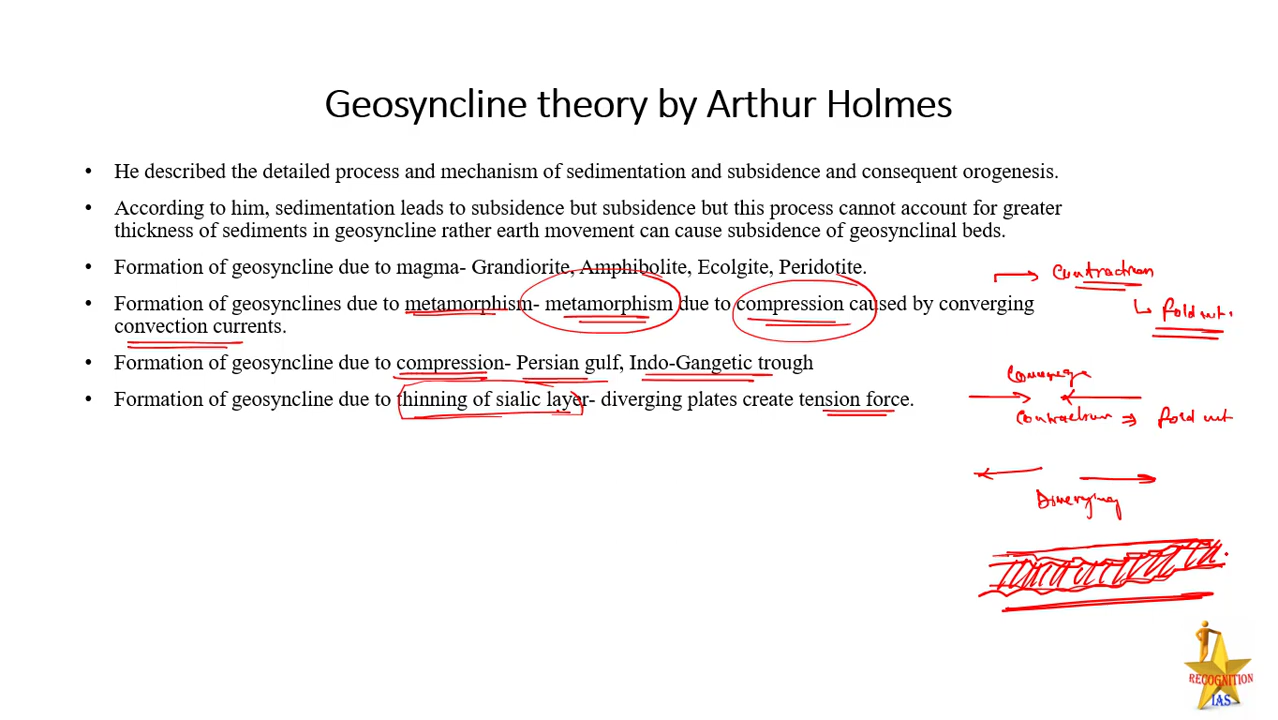 Geosyncline theory by Arthur Holmes
• He described the detailed process and mechanism of sedimentation and subsidence and consequent orogenesis.
• According to him, sedimentation leads to subsidence but subsidence but this process cannot account for greater
thickness of sediments in geosyncline rather earth movement can cause subsidence of geosynclinal beds.
• Formation of geosyncline due to magma- Grandiorite, Amphibolite, Ecolgite, Peridotite.
• Formation of geosynclines due to metamorphism- metamorphism due to compression caused by converging
convection currents.
• Formation of geosyncline due to compression- Persian gulf, Indo-Gangetic trough
• Formation of geosyncline due to thinning of sialic layer- diverging plates create tension force.
Contraction
fold mt.
Converge
Contraction ⇒ fold mt
Diverging
RECOGNITION
IAS